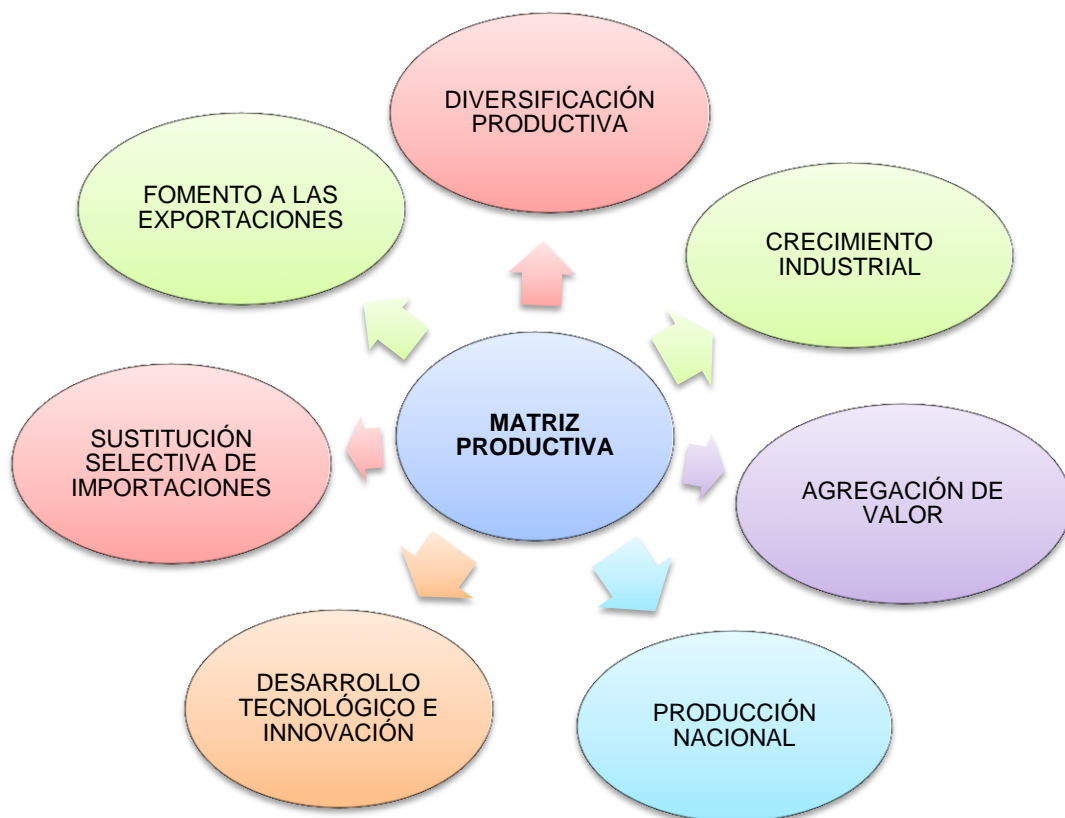 DIVERSIFICACIÓN
PRODUCTIVA
FOMENTO A LAS
EXPORTACIONES
CRECIMIENTO
INDUSTRIAL
MATRIZ
PRODUCTIVA
SUSTITUCIÓN
SELECTIVA DE
IMPORTACIONES
AGREGACIÓN DE
VALOR
DESARROLLO
TECNOLÓGICO E
INNOVACIÓN
PRODUCCIÓN
NACIONAL